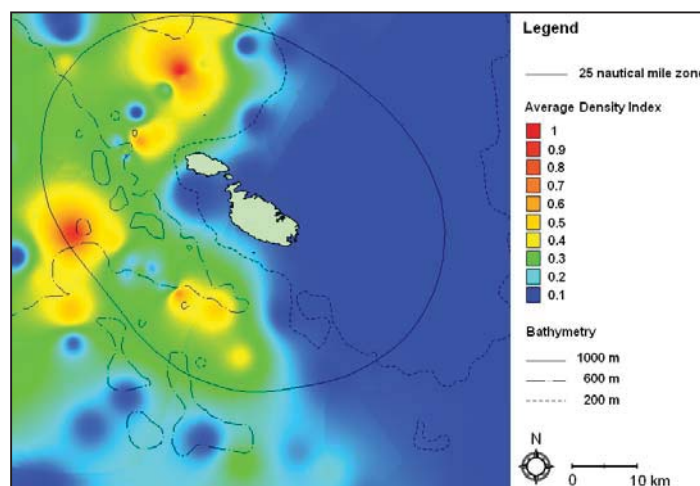 Legend
25 nautical mile zone
Average Density Index
1
0.9
0.8
0.7
0.6
0.5
0.4
0.3
0.2
0.1
Bathymetry
1000 m
600 m
200 m
N
0 10 km